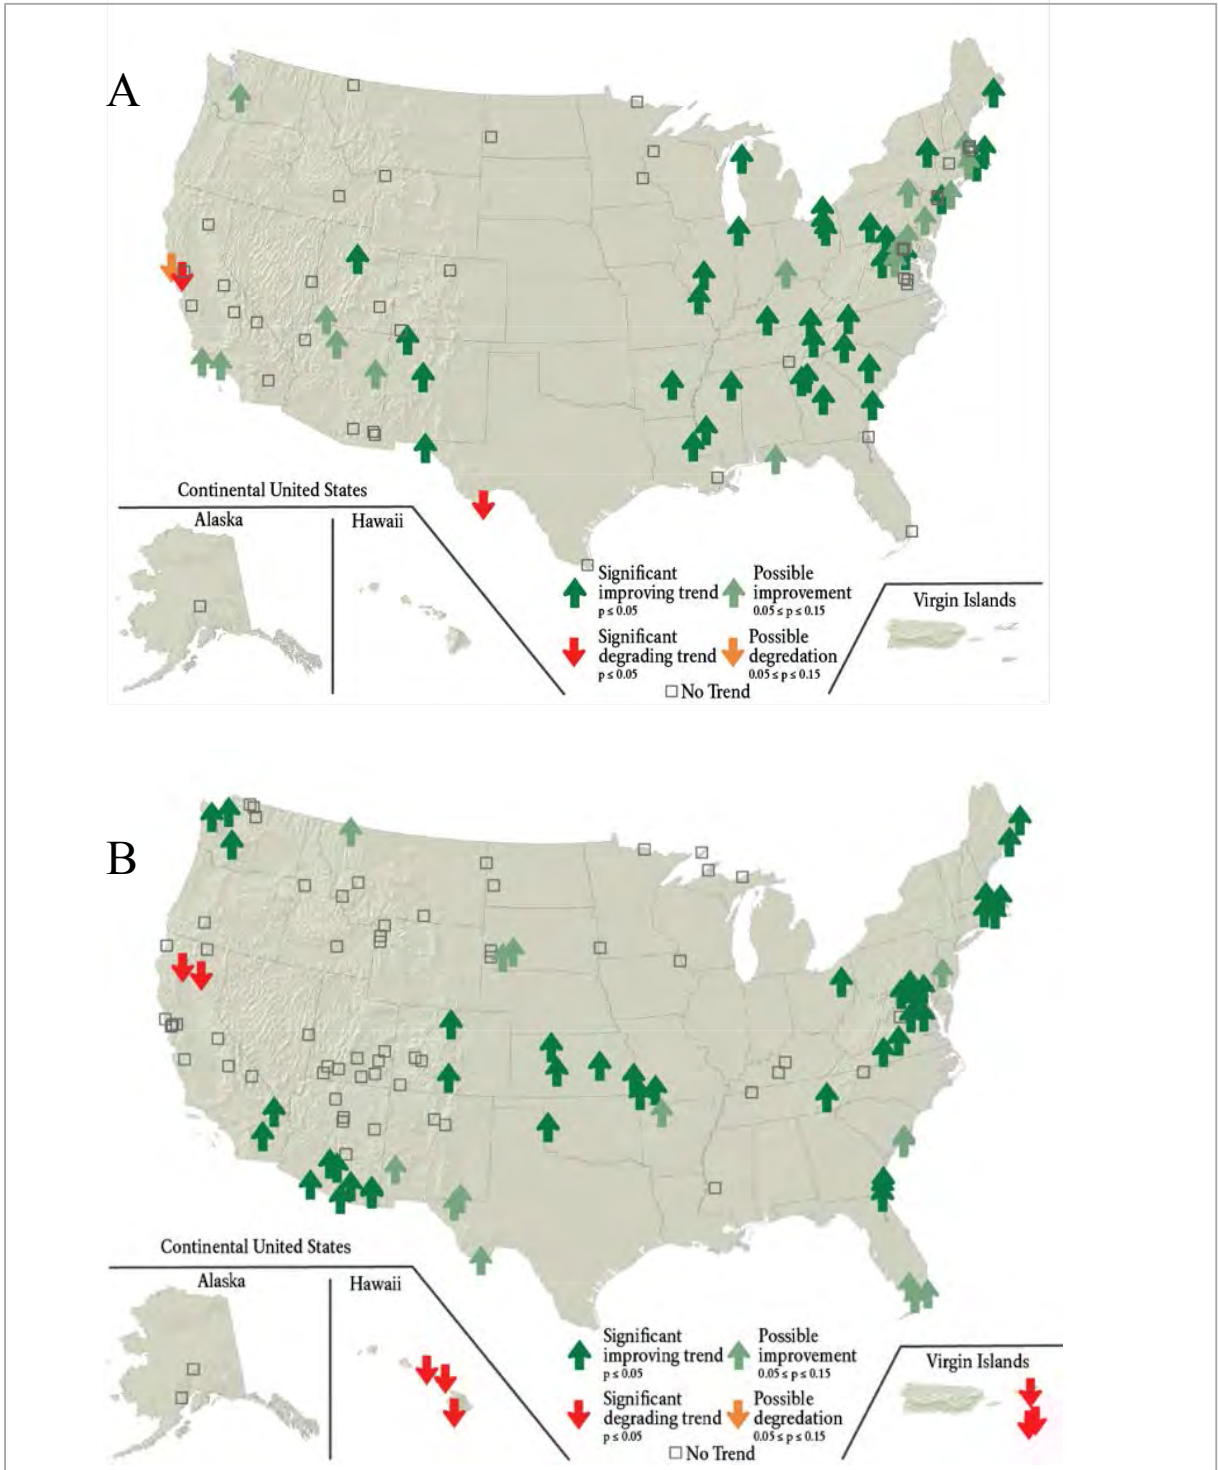 A
Continental United States
Alaska
Hawaii
Significant
improving trend
p ≤ 0.05
Possible
improvement
0.05 ≤ p ≤ 0.15
Significant
degrading trend
p ≤ 0.05
Possible
degredation
0.05 ≤ p ≤ 0.15
No Trend
Virgin Islands
B
Continental United States
Alaska
Hawaii
Significant
improving trend
p ≤ 0.05
Possible
improvement
0.05 ≤ p ≤ 0.15
Significant
degrading trend
p ≤ 0.05
Possible
degredation
0.05 ≤ p ≤ 0.15
No Trend
Virgin Islands